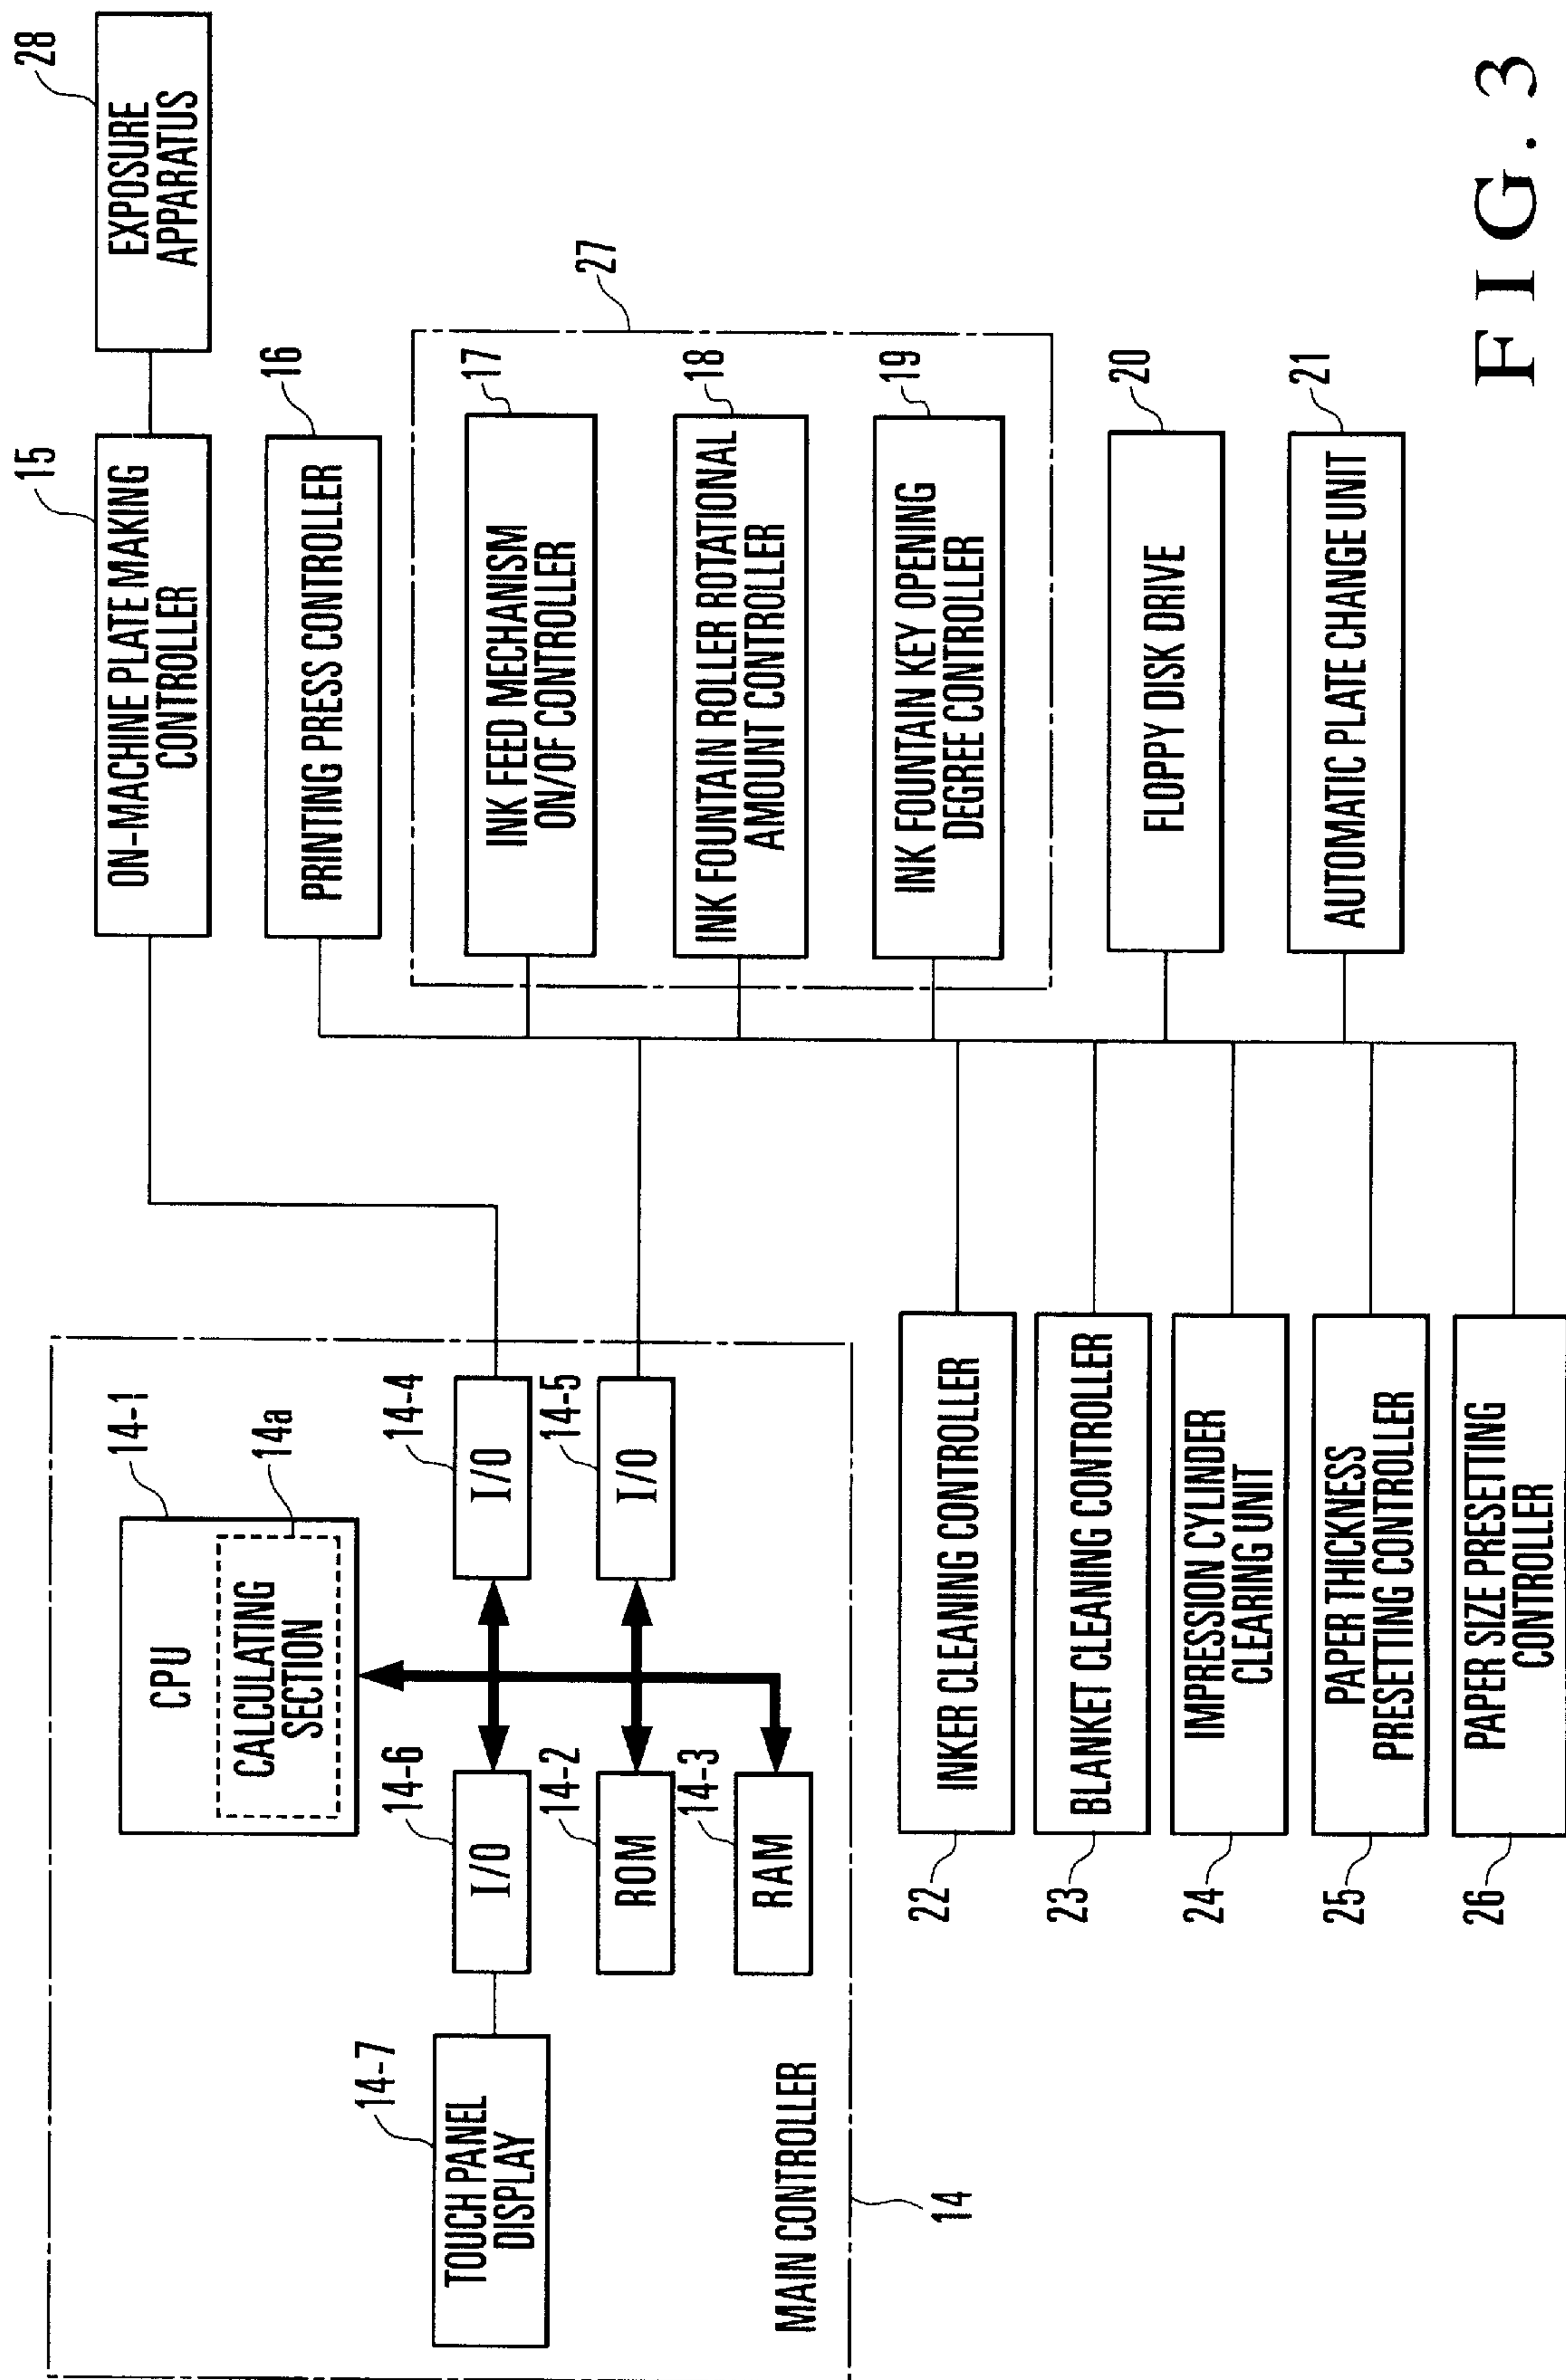 28
EXPOSURE
APPARATUS
15
ON-MACHINE PLATE MAKING
CONTROLLER
16
PRINTING PRESS CONTROLLER
27
17
INK FEED MECHANISM
ON/OF CONTROLLER
18
INK FOUNTAIN ROLLER ROTATIONAL
AMOUNT CONTROLLER
19
INK FOUNTAIN KEY OPENING
DEGREE CONTROLLER
20
FLOPPY DISK DRIVE
21
AUTOMATIC PLATE CHANGE UNIT
14-1
CPU
14a
CALCULATING
SECTION
14-4
I/O
14-5
I/O
14-6
I/O
14-2
ROM
14-3
RAM
14-7
TOUCH PANEL
DISPLAY
MAIN CONTROLLER
14
INKER CLEANING CONTROLLER
22
BLANKET CLEANING CONTROLLER
23
IMPRESSION CYLINDER
CLEARING UNIT
24
PAPER THICKNESS
PRESETTING CONTROLLER
25
PAPER SIZE PRESETTING
CONTROLLER
26
FIG. 3